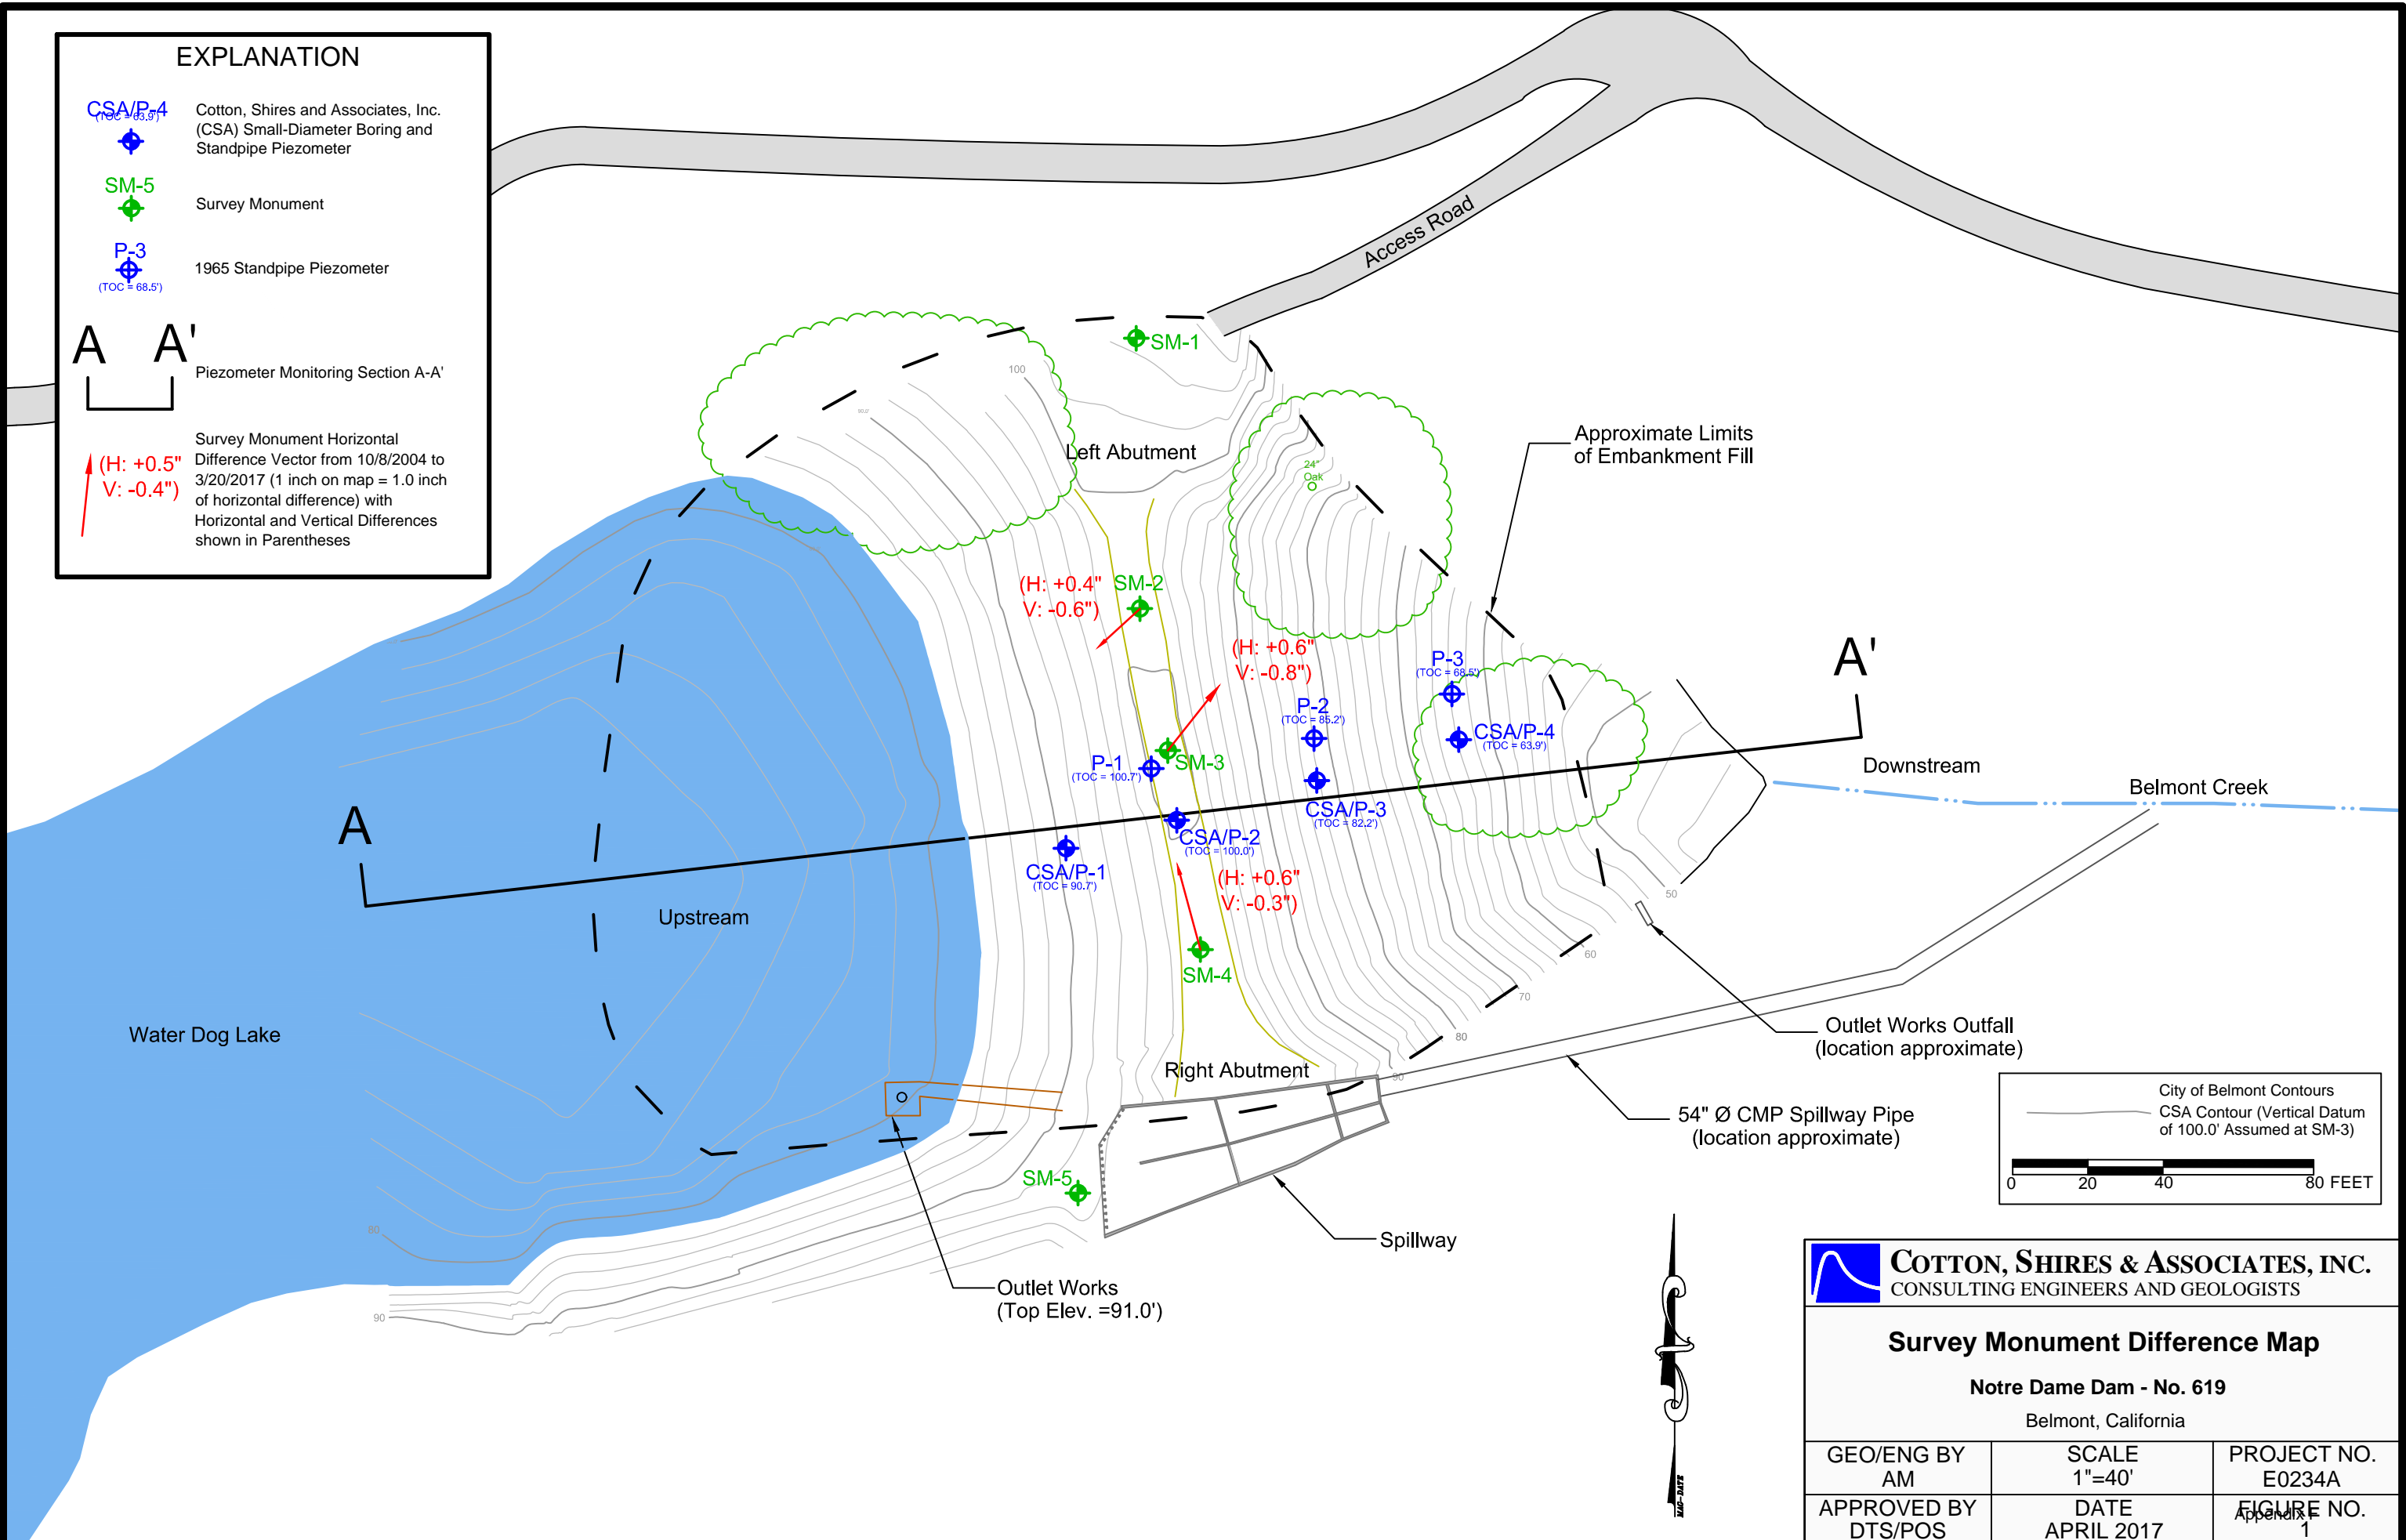 EXPLANATION
CSA/P-4
(TOC = 63.9')
Cotton, Shires and Associates, Inc.
(CSA) Small-Diameter Boring and
Standpipe Piezometer
SM-5
Survey Monument
P-3
(TOC = 68.5')
1965 Standpipe Piezometer
A A'
Piezometer Monitoring Section A-A'
(H: +0.5"
V: -0.4")
Survey Monument Horizontal
Difference Vector from 10/8/2004 to
3/20/2017 (1 inch on map = 1.0 inch
of horizontal difference) with
Horizontal and Vertical Differences
shown in Parentheses
Access Road
SM-1
100
Left Abutment
24"
Oak
Approximate Limits
of Embankment Fill
(H: +0.4"
V: -0.6")
SM-2
(H: +0.6"
V: -0.8")
P-3
(TOC = 68.5')
A'
P-2
(TOC = 85.2')
CSA/P-4
(TOC = 63.9')
P-1
(TOC = 100.7')
SM-3
Downstream
Belmont Creek
CSA/P-3
(TOC = 82.2')
A
CSA/P-2
(TOC = 100.0')
CSA/P-1
(TOC = 90.7')
(H: +0.6"
V: -0.3")
50
Upstream
60
SM-4
70
Water Dog Lake
80
Outlet Works Outfall
(location approximate)
Right Abutment
90
54" Ø CMP Spillway Pipe
(location approximate)
City of Belmont Contours
CSA Contour (Vertical Datum
of 100.0' Assumed at SM-3)
0 20 40 80 FEET
SM-5
80
Spillway
Outlet Works
(Top Elev. =91.0')
90
MAG-DATE
COTTON, SHIRES & ASSOCIATES, INC.
CONSULTING ENGINEERS AND GEOLOGISTS
Survey Monument Difference Map
Notre Dame Dam - No. 619
Belmont, California
GEO/ENG BY
AM
SCALE
1"=40'
PROJECT NO.
E0234A
APPROVED BY
DTS/POS
DATE
APRIL 2017
FIGURE NO.
1
Appendix F